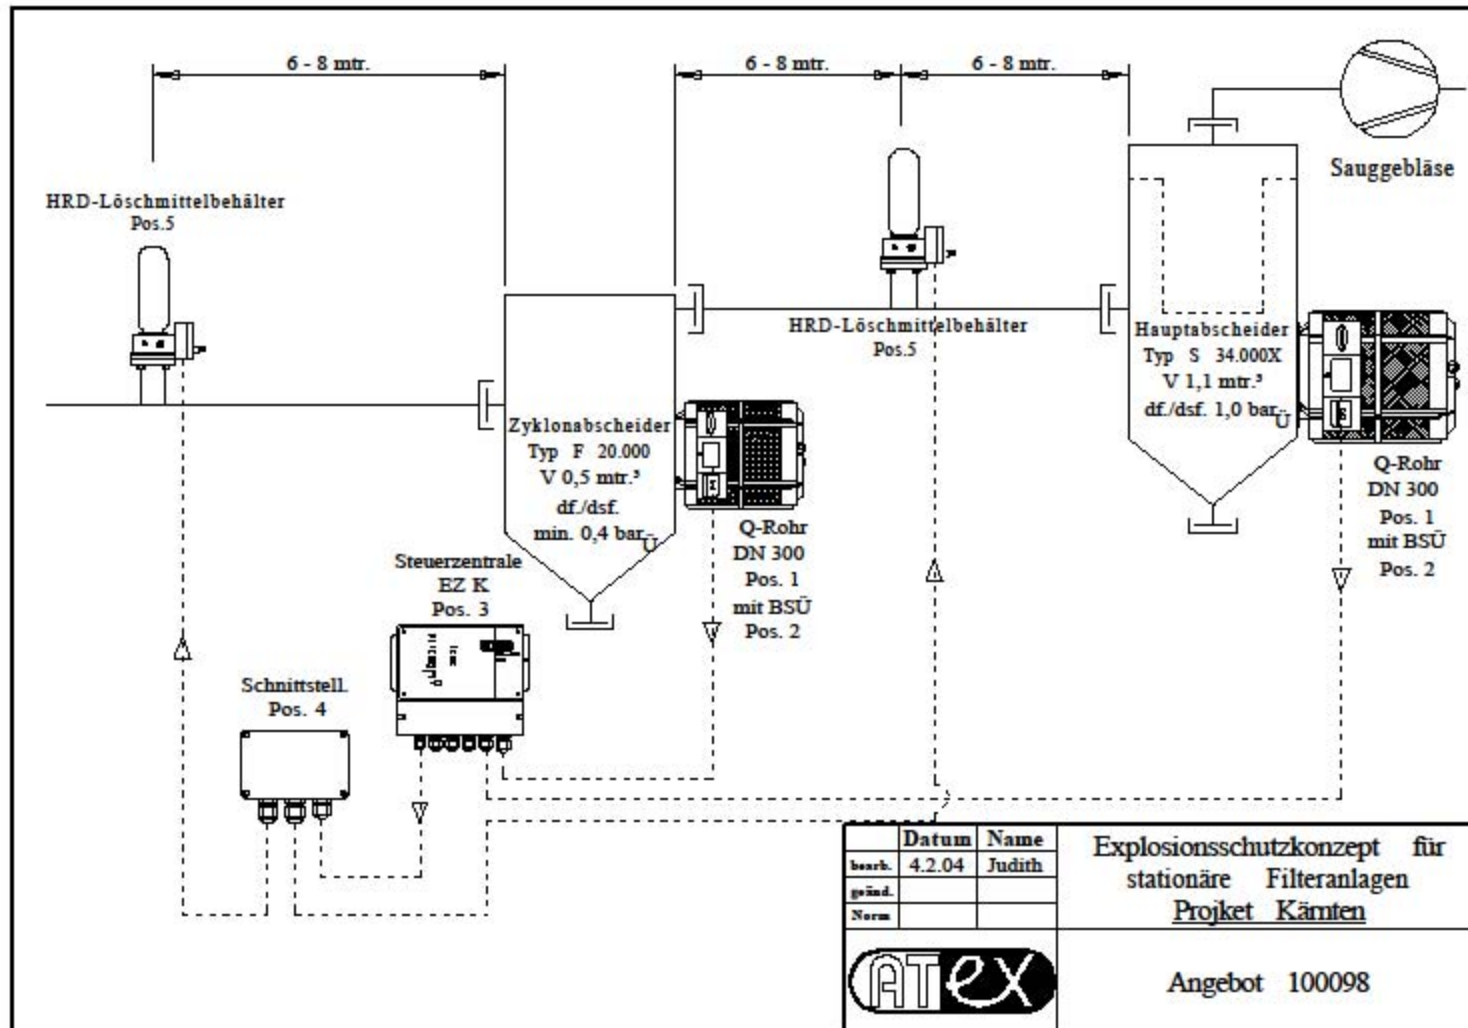 6 - 8 mtr.
6 - 8 mtr.
6 - 8 mtr.
Sauggebläse
HRD-Löschmittelbehälter
Pos.5
HRD-Löschmittelbehälter
Pos.5
Hauptabscheider
Typ S 34.000X
V 1,1 mtr.³
df./dsf. 1,0 bar Ü
Zyklonabscheider
Typ F 20.000
V 0,5 mtr.³
df./dsf.
min. 0,4 bar Ü
Q-Rohr
DN 300
Pos. 1
mit BSÜ
Pos. 2
Q-Rohr
DN 300
Pos. 1
mit BSÜ
Pos. 2
Steuerzentrale
EZ K
Pos. 3
Schnittstell.
Pos. 4
Datum Name
bearb. 4.2.04 Judith
geänd.
Norm
Explosionsschutzkonzept für
stationäre Filteranlagen
Projket Kärnten
ATex
Angebot 100098